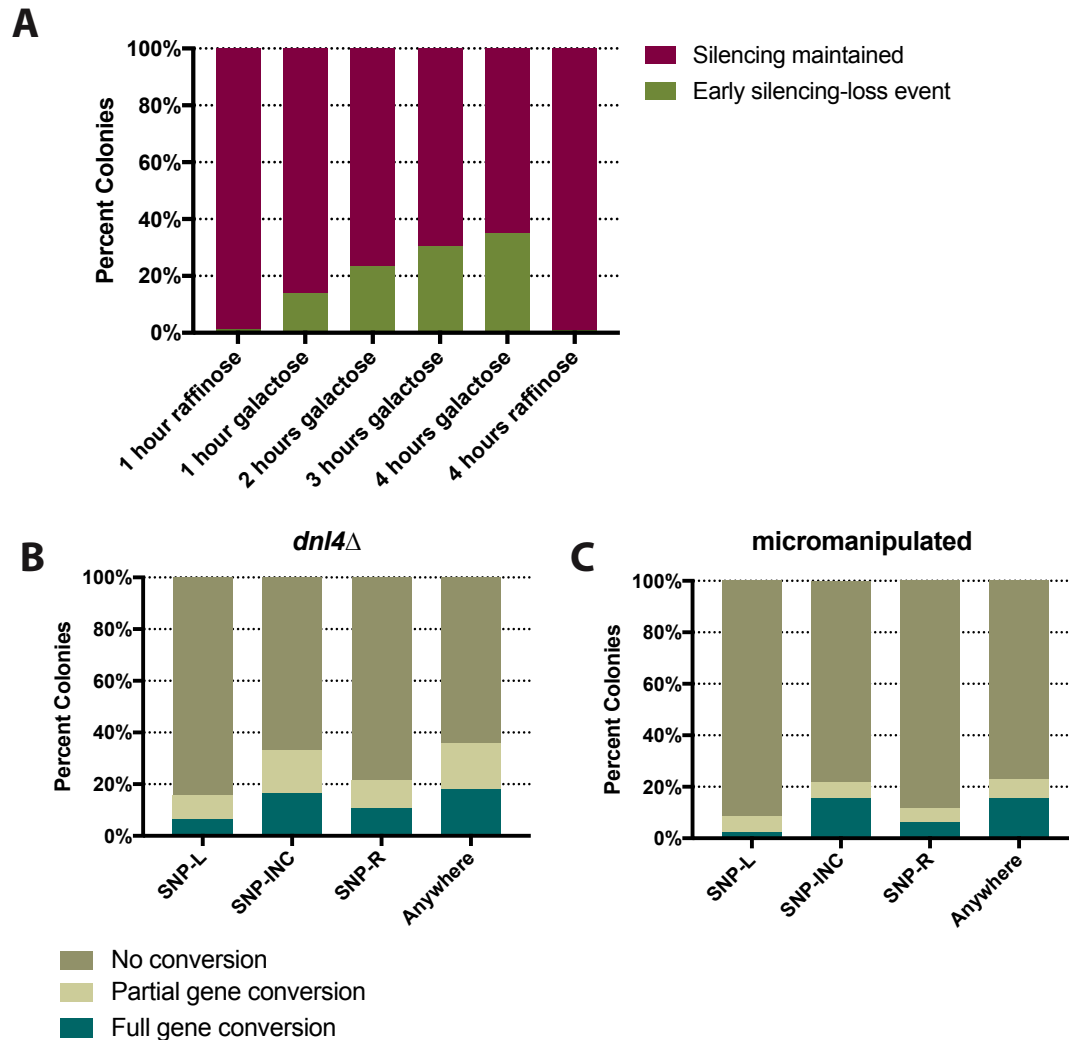 A
Percent Colonies
100%
80%
60%
40%
20%
0%
1 hour raffinose
1 hour galactose
2 hours galactose
3 hours galactose
4 hours galactose
4 hours raffinose
Silencing maintained
Early silencing-loss event
B
dnl4Δ
Percent Colonies
100%
80%
60%
40%
20%
0%
SNP-L
SNP-INC
SNP-R
Anywhere
C
micromanipulated
Percent Colonies
100%
80%
60%
40%
20%
0%
SNP-L
SNP-INC
SNP-R
Anywhere
No conversion
Partial gene conversion
Full gene conversion